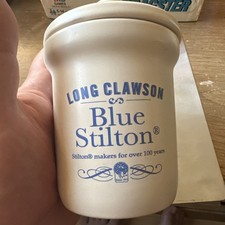 LONG CLAWSON
Blue
Stilton®
Stilton® makers for over 100 years